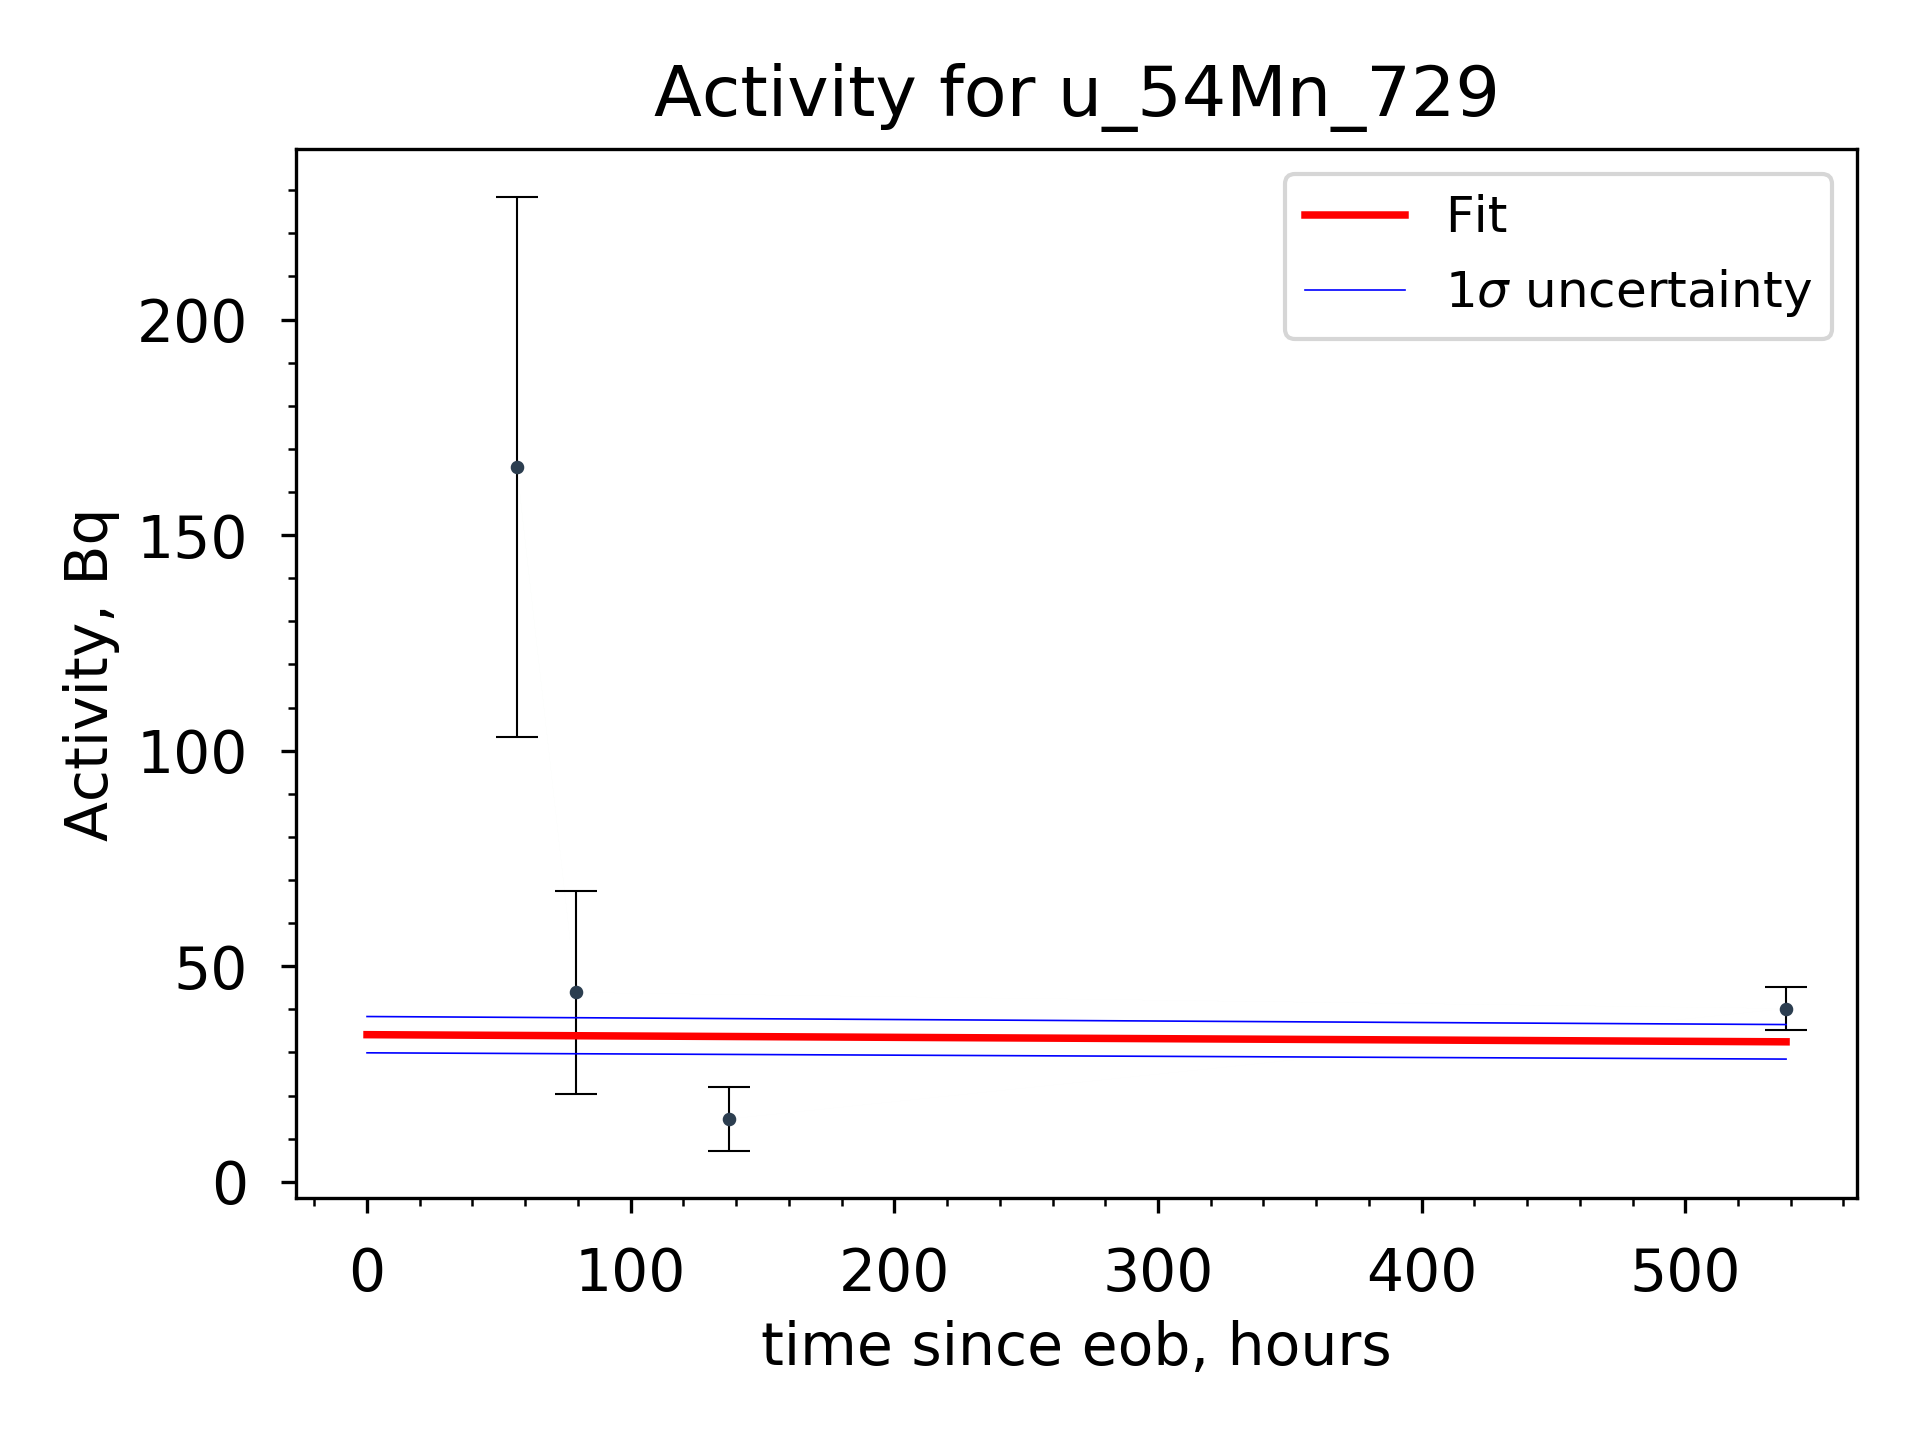 Activity for u_54Mn_729
Fit
1σ uncertainty
Activity, Bq
200
150
100
50
0
0 100 200 300 400 500
time since eob, hours